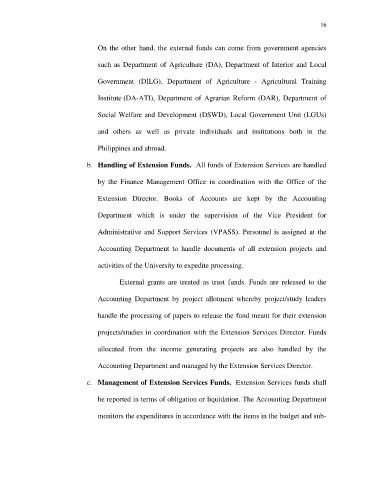 16
On the other hand, the external funds can come from government agencies
such as Department of Agriculture (DA), Department of Interior and Local
Government (DILG), Department of Agriculture - Agricultural Training
Institute (DA-ATI), Department of Agrarian Reform (DAR), Department of
Social Welfare and Development (DSWD), Local Government Unit (LGUs)
and others as well as private individuals and institutions both in the
Philippines and abroad.
b. Handling of Extension Funds. All funds of Extension Services are handled
by the Finance Management Office in coordination with the Office of the
Extension Director. Books of Accounts are kept by the Accounting
Department which is under the supervision of the Vice President for
Administrative and Support Services (VPASS). Personnel is assigned at the
Accounting Department to handle documents of all extension projects and
activities of the University to expedite processing.
External grants are treated as trust funds. Funds are released to the
Accounting Department by project allotment whereby project/study leaders
handle the processing of papers to release the fund meant for their extension
projects/studies in coordination with the Extension Services Director. Funds
allocated from the income generating projects are also handled by the
Accounting Department and managed by the Extension Services Director.
c. Management of Extension Services Funds. Extension Services funds shall
be reported in terms of obligation or liquidation. The Accounting Department
monitors the expenditures in accordance with the items in the budget and sub-